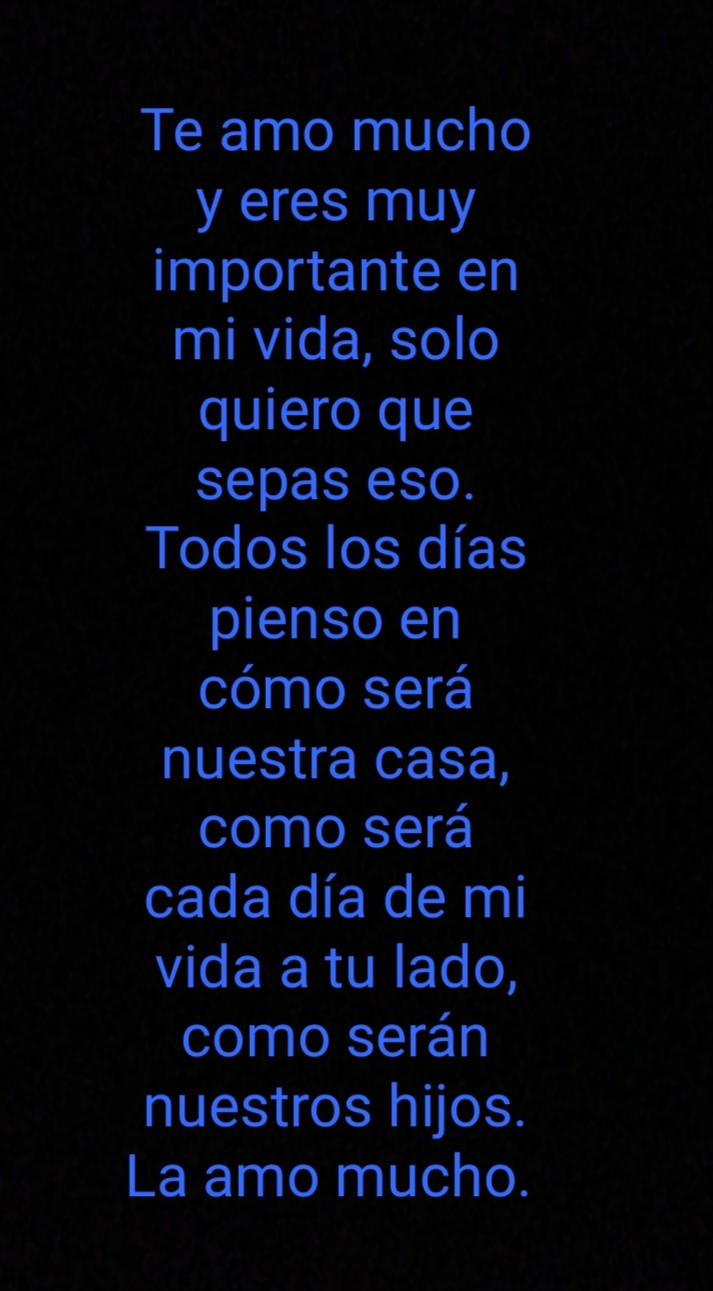 Te amo mucho
y eres muy
importante en
mi vida, solo
quiero que
sepas eso.
Todos los días
pienso en
cómo será
nuestra casa,
como será
cada día de mi
vida a tu lado,
como serán
nuestros hijos.
La amo mucho.